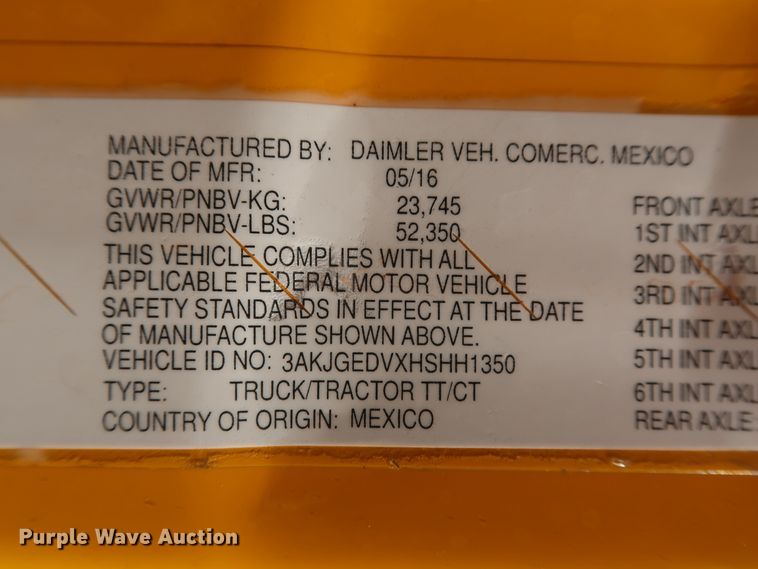 MANUFACTURED BY: DAIMLER VEH. COMERC. MEXICO
DATE OF MFR: 05/16
GVWR/PNBV-KG: 23,745
GVWR/PNBV-LBS: 52,350
THIS VEHICLE COMPLIES WITH ALL
APPLICABLE FEDERAL MOTOR VEHICLE
SAFETY STANDARDS IN EFFECT AT THE DATE
OF MANUFACTURE SHOWN ABOVE.
VEHICLE ID NO: 3AKJGEDVXHSHH1350
TYPE: TRUCK/TRACTOR TT/CT
COUNTRY OF ORIGIN: MEXICO
FRONT AXLE
1ST INT AXL
2ND INT AXL
3RD INT AXL
4TH INT AXL
5TH INT AXL
6TH INT AXL
REAR AXLE
Purple Wave Auction